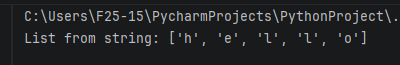 C:\Users\F25-15\PycharmProjects\PythonProject\.
List from string: ['h', 'e', 'l', 'l', 'o']